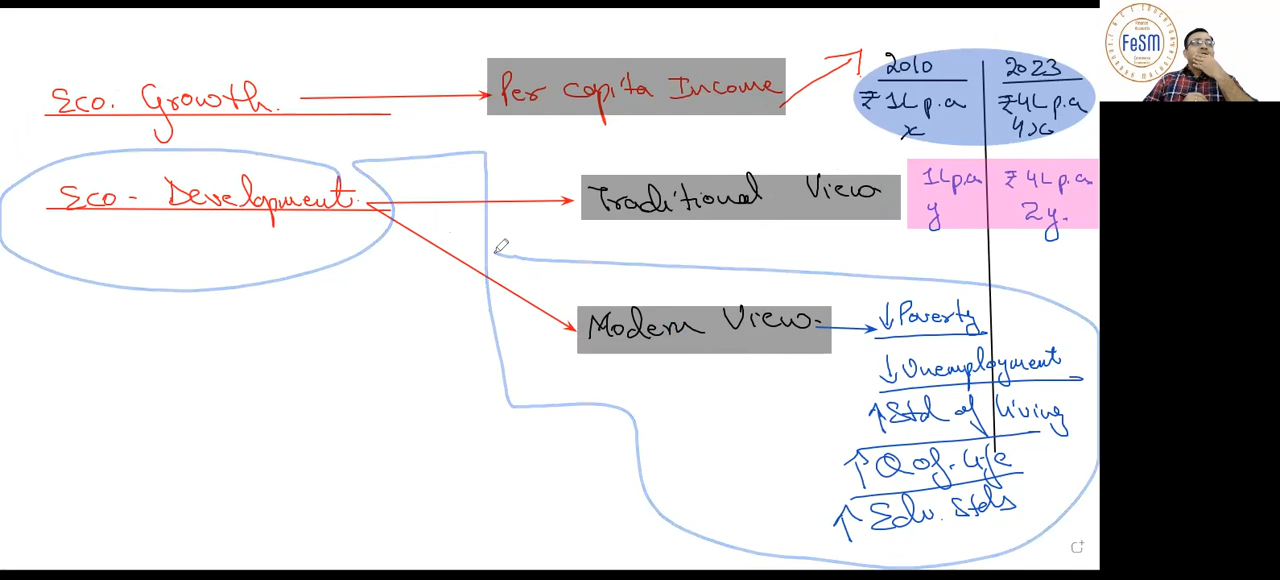 Eco. Growth.
Per capita Income
2010
2023
₹1L p.a
₹4L p.a
x
4x
Eco - Development.
Traditional View
1L p.a
₹4L p.a
y
2y.
Modern View.
↓ Poverty
↓ Unemployment
↑ Std of living
↑ Q of. Life
↑ Edu. Stds
FeSM